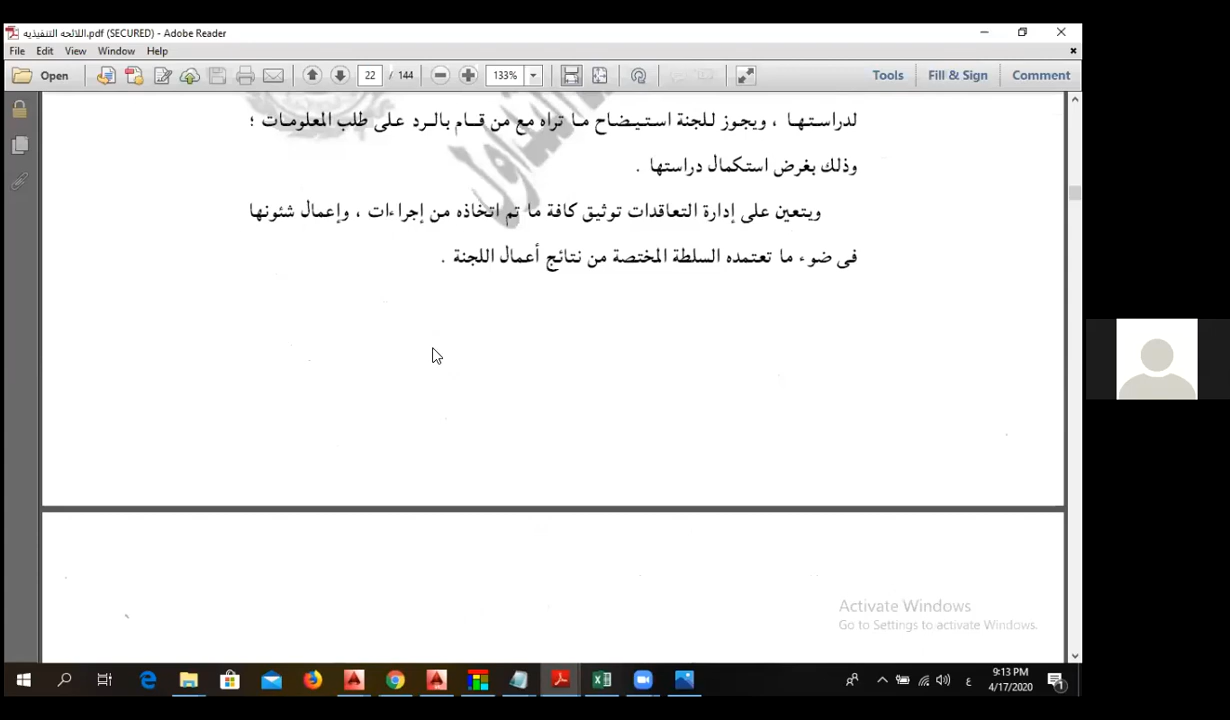 اللائحه التنفيذيه.pdf (SECURED) - Adobe Reader
File Edit View Window Help
Open 22 / 144 133% Tools Fill & Sign Comment
لدراستها ، ويجوز للجنة استيضاح ما تراه مع من قام بالرد على طلب المعلومات ؛
وذلك بغرض استكمال دراستها .
ويتعين على إدارة التعاقدات توثيق كافة ما تم اتخاذه من إجراءات ، وإعمال شئونها
فى ضوء ما تعتمده السلطة المختصة من نتائج أعمال اللجنة .
Activate Windows
Go to Settings to activate Windows.
9:13 PM
ع
4/17/2020
1